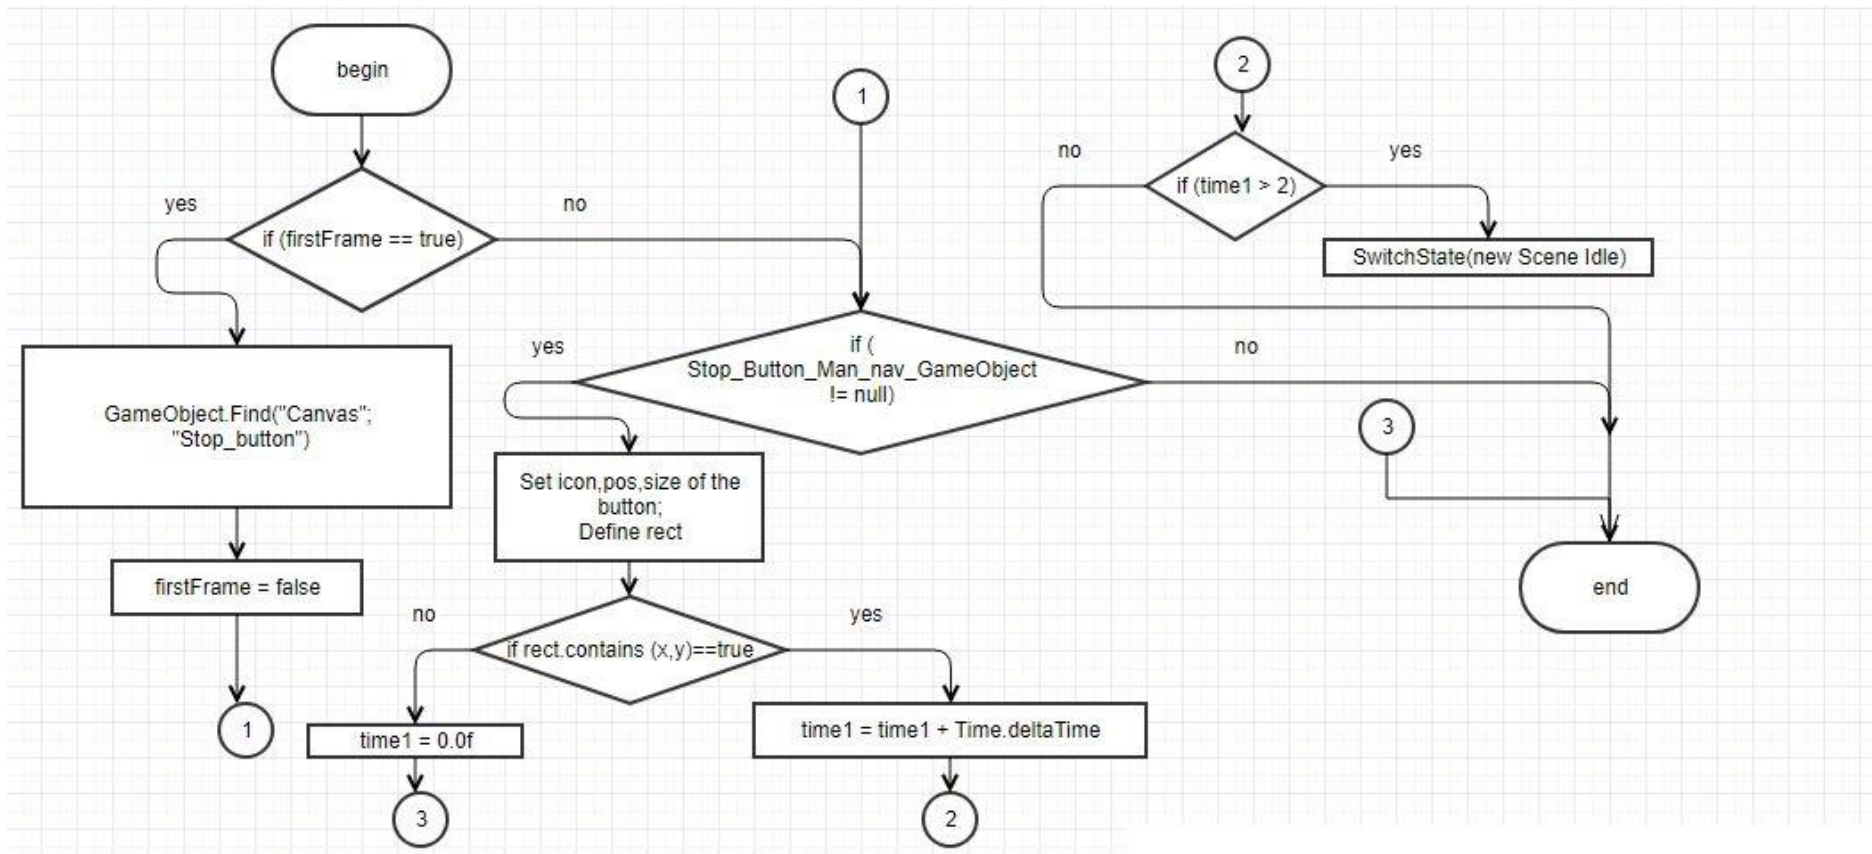 begin
yes
if (firstFrame == true)
no
GameObject.Find("Canvas";
"Stop_button")
firstFrame = false
1
1
if (
Stop_Button_Man_nav_GameObject
!= null)
yes
no
Set icon,pos,size of the
button;
Define rect
no
if rect.contains (x,y)==true
yes
time1 = 0.0f
3
time1 = time1 + Time.deltaTime
2
2
no
if (time1 > 2)
yes
SwitchState(new Scene Idle)
3
end